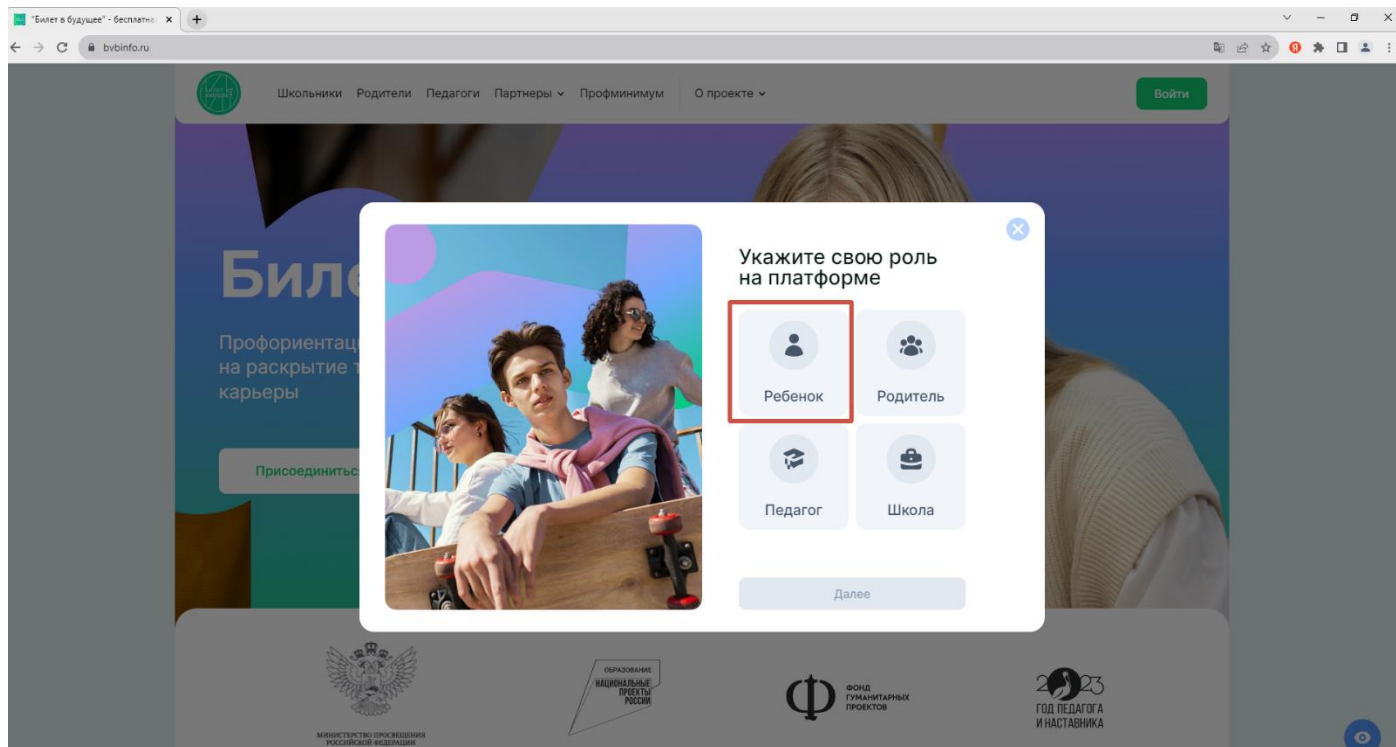 "Билет в будущее" - бесплатна
bvbinfo.ru
Школьники Родители Педагоги Партнеры Профминимум О проекте Войти
Биле
Профориентац
на раскрытие
карьеры
Присоединитьс
Укажите свою роль
на платформе
Ребенок Родитель
Педагог Школа
Далее
МИНИСТЕРСТВО ПРОСВЕЩЕНИЯ
РОССИЙСКОЙ ФЕДЕРАЦИИ
ОБРАЗОВАНИЕ
НАЦИОНАЛЬНЫЕ
ПРОЕКТЫ
РОССИИ
Ф
ФОНД
ГУМАНИТАРНЫХ
ПРОЕКТОВ
2023
ГОД ПЕДАГОГА
И НАСТАВНИКА